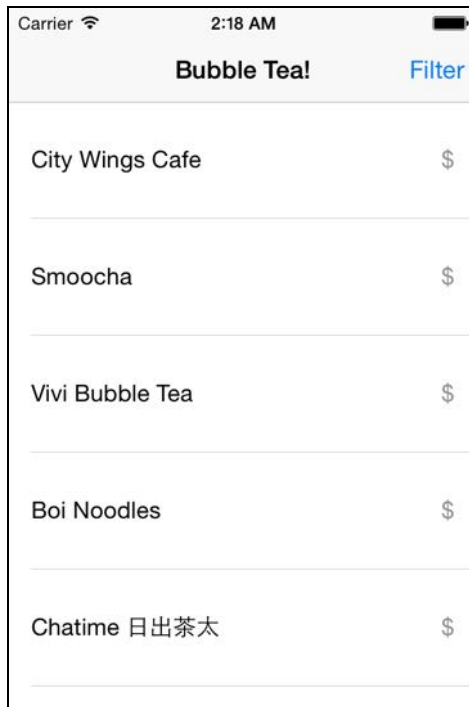 Carrier 2:18 AM
Bubble Tea! Filter
City Wings Cafe $
Smoocha $
Vivi Bubble Tea $
Boi Noodles $
Chatime 日出茶太 $